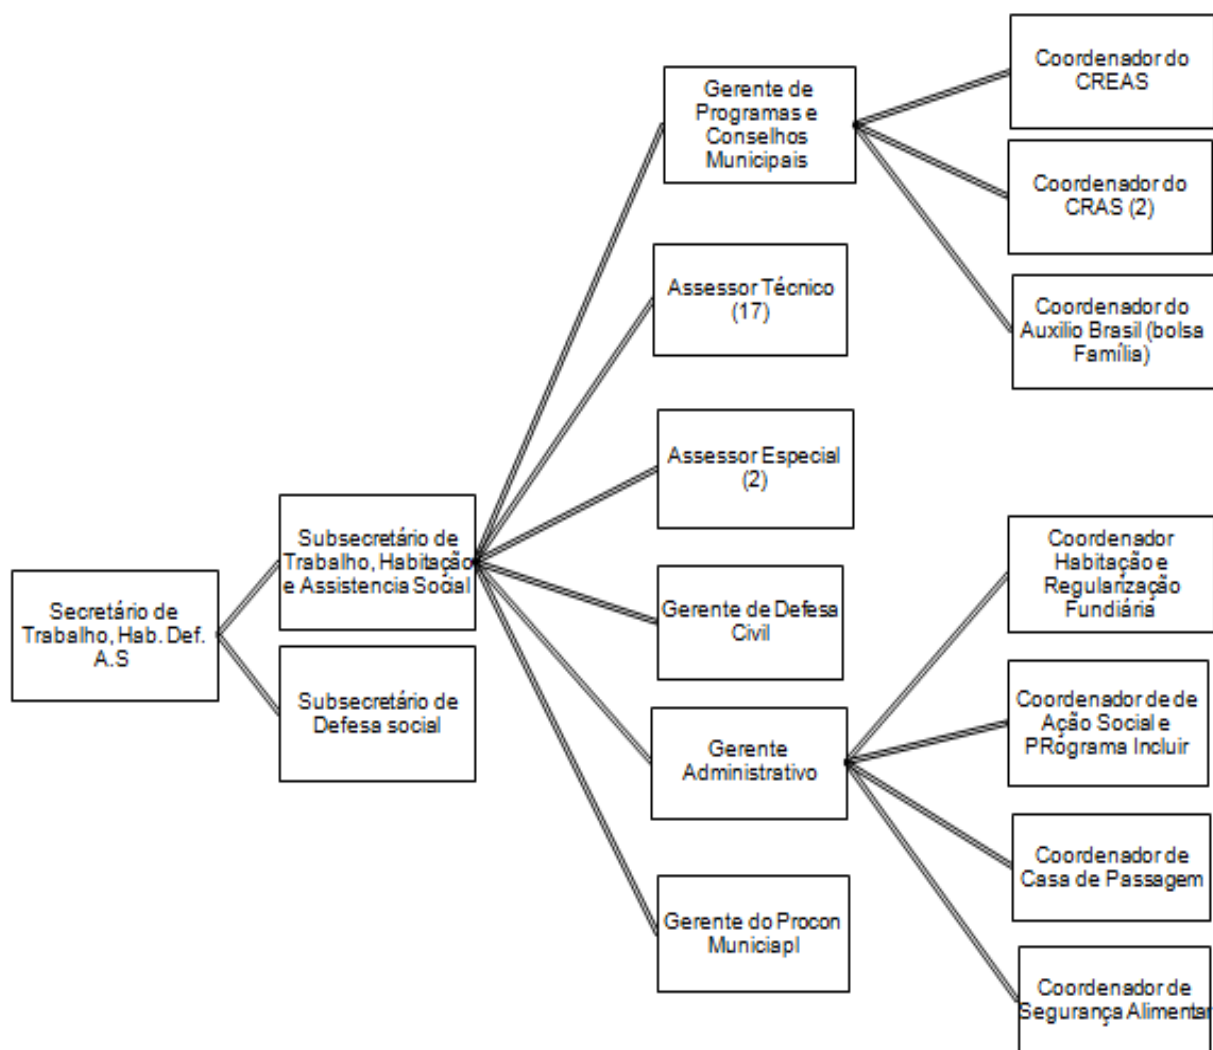 Secretário de
Trabalho, Hab. Def.
A.S
Subsecretário de
Trabalho, Habitação
e Assistencia Social
Subsecretário de
Defesa social
Gerente de
Programas e
Conselhos
Municipais
Assessor Técnico
(17)
Assessor Especial
(2)
Gerente de Defesa
Civil
Gerente
Administrativo
Gerente do Procon
Municiapl
Coordenador do
CREAS
Coordenador do
CRAS (2)
Coordenador do
Auxilio Brasil (bolsa
Família)
Coordenador
Habitação e
Regularização
Fundiáriá
Coordenador de de
Ação Social e
PRograma Incluir
Coordenador de
Casa de Passagem
Coordenador de
Segurança Alimentar